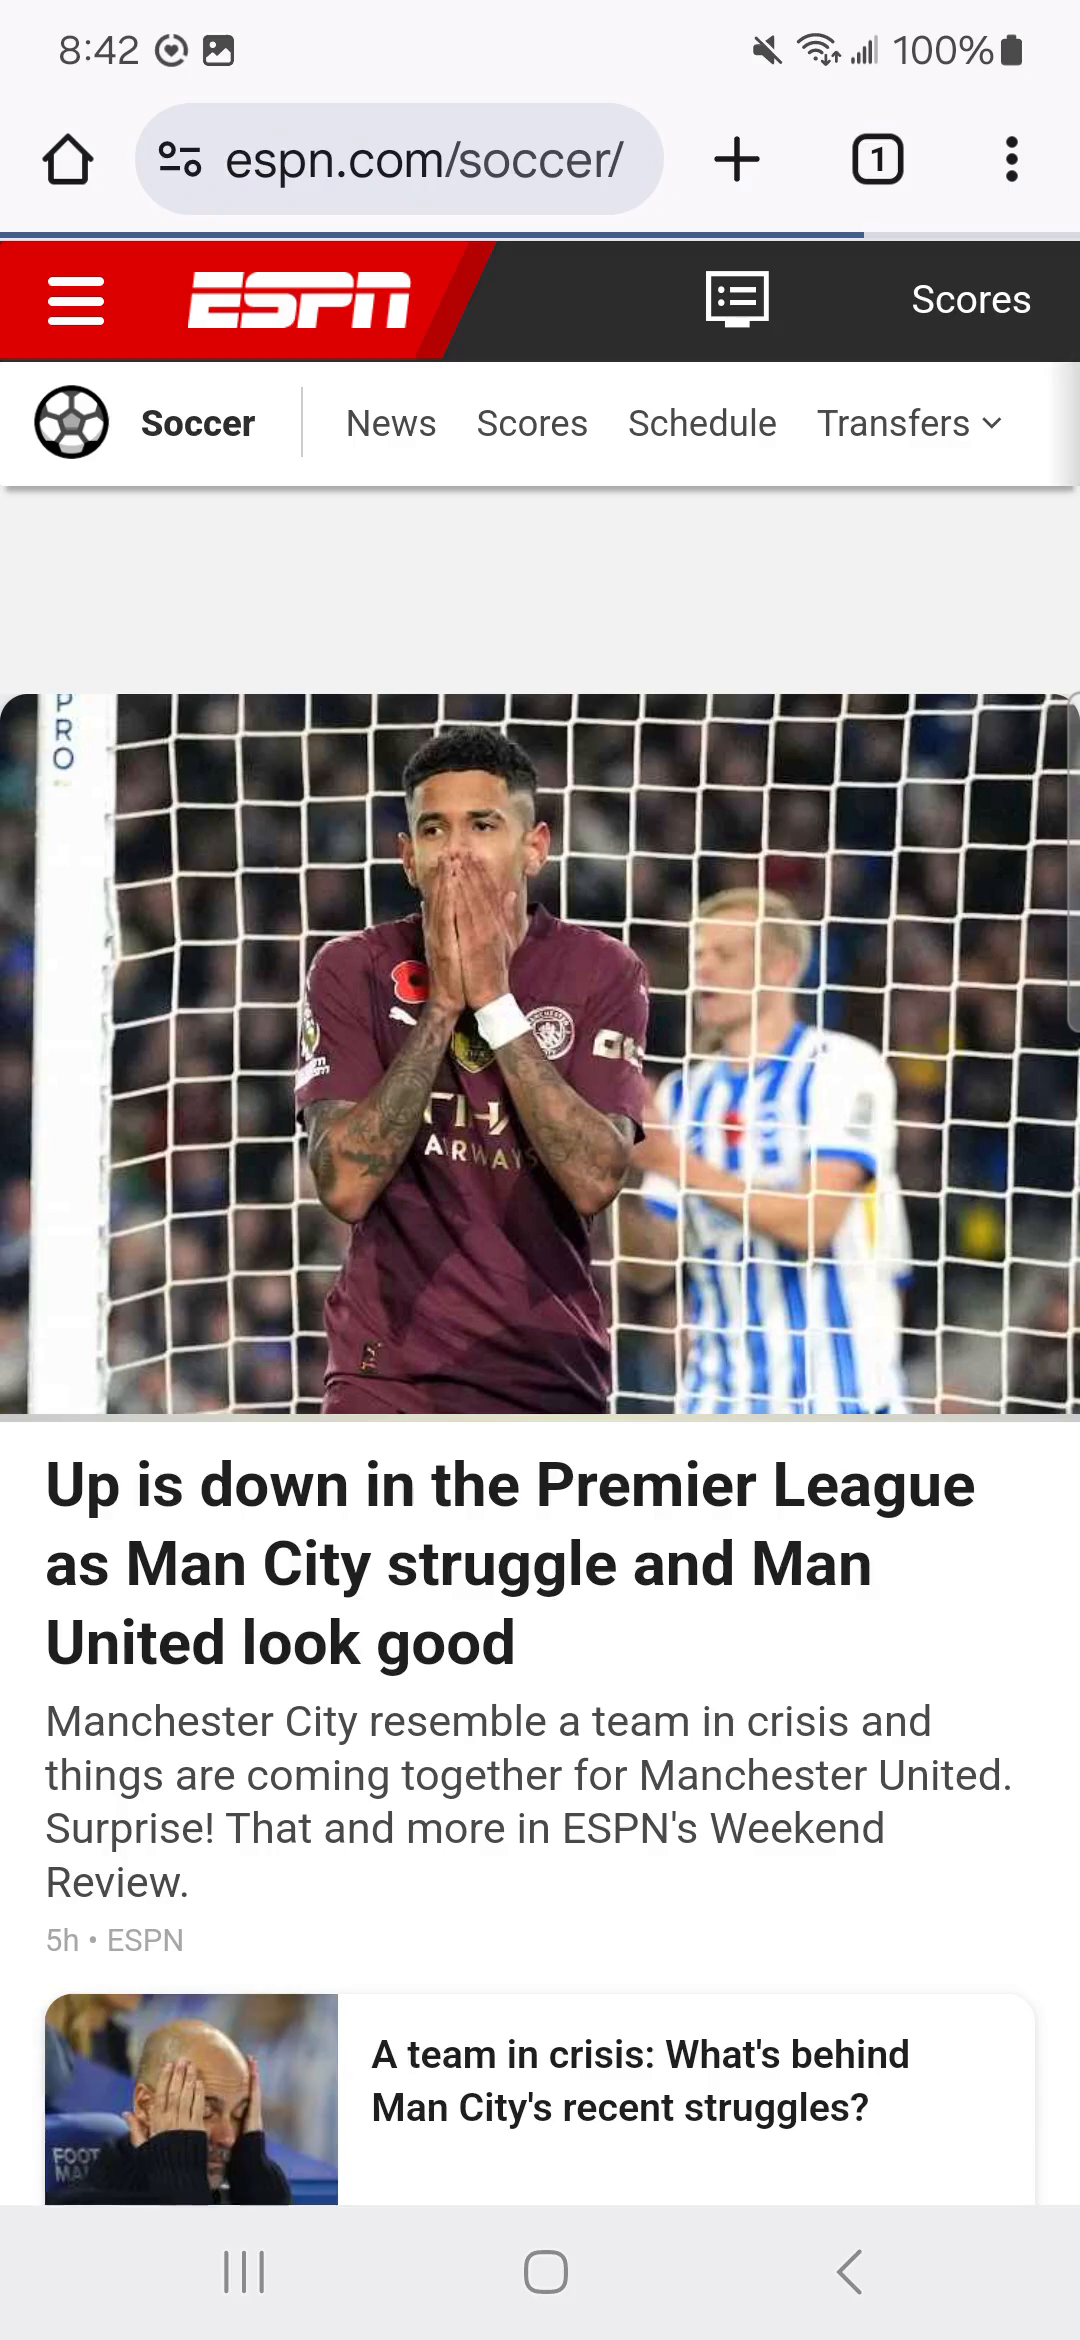 8:42
100%
espn.com/soccer/
1
ESPN
Scores
Soccer
News Scores Schedule Transfers
PRO
AIRWAYS
Up is down in the Premier League
as Man City struggle and Man
United look good
Manchester City resemble a team in crisis and
things are coming together for Manchester United.
Surprise! That and more in ESPN's Weekend
Review.
5h • ESPN
A team in crisis: What's behind
Man City's recent struggles?
FOOT
MA